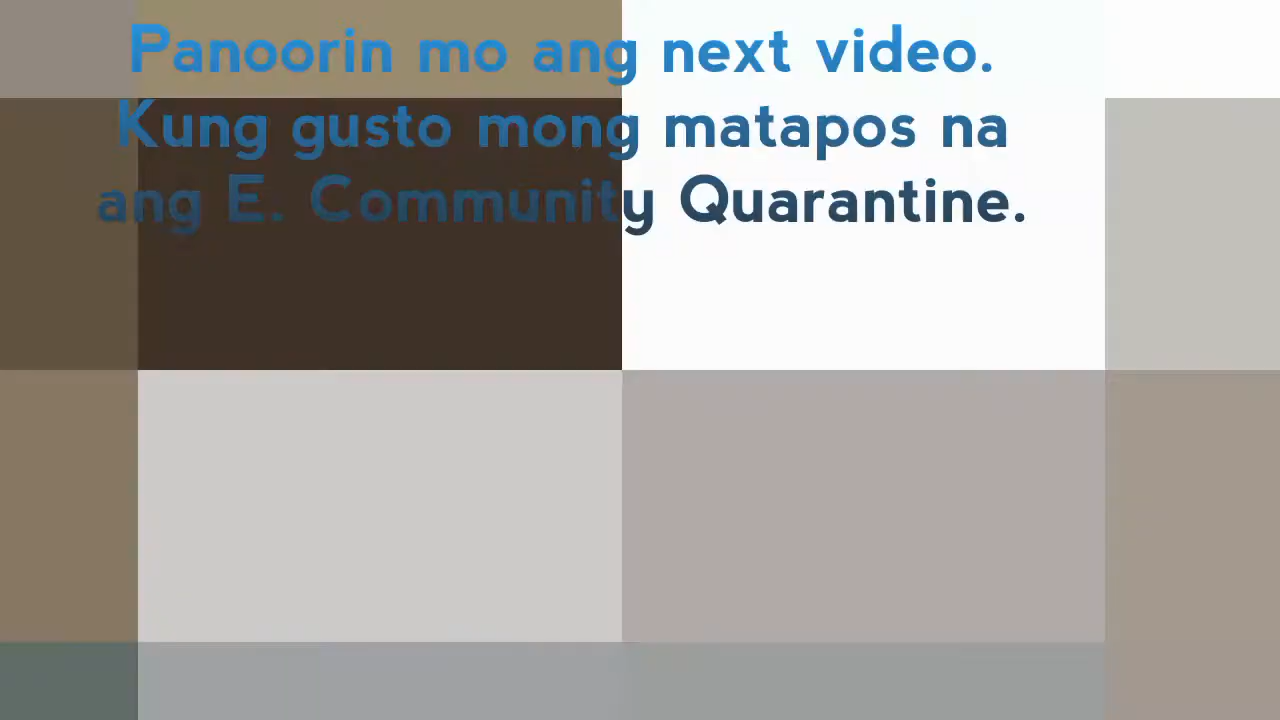 Panoorin mo ang next video.
Kung gusto mong matapos na
ang E. Community Quarantine.